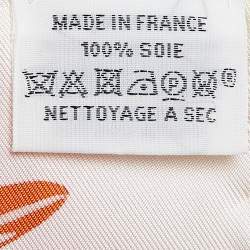 MADE IN FRANCE
100% SOIE
NETTOYAGE A SEC